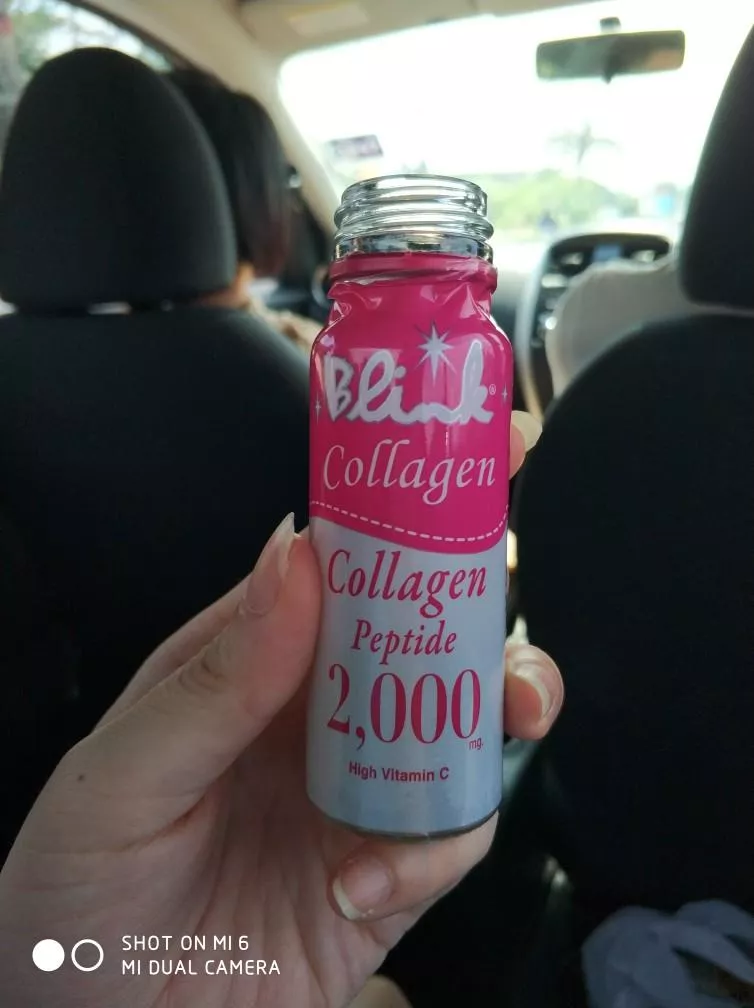 Blink®
Collagen
Collagen
Peptide
2,000
mg.
High Vitamin C
SHOT ON MI 6
MI DUAL CAMERA